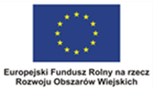 Europejski Fundusz Rolny na rzecz
Rozwoju Obszarów Wiejskich